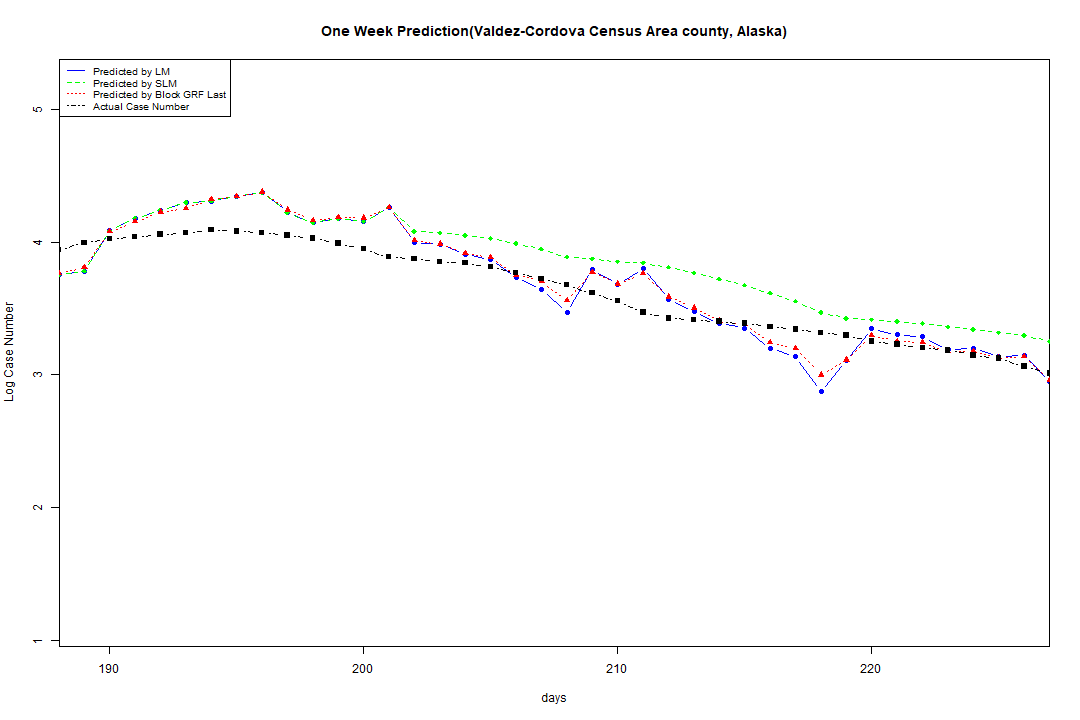 One Week Prediction(Valdez-Cordova Census Area county, Alaska)
Predicted by LM
Predicted by SLM
Predicted by Block GRF Last
Actual Case Number
5
4
3
2
1
Log Case Number
190 200 210 220
days